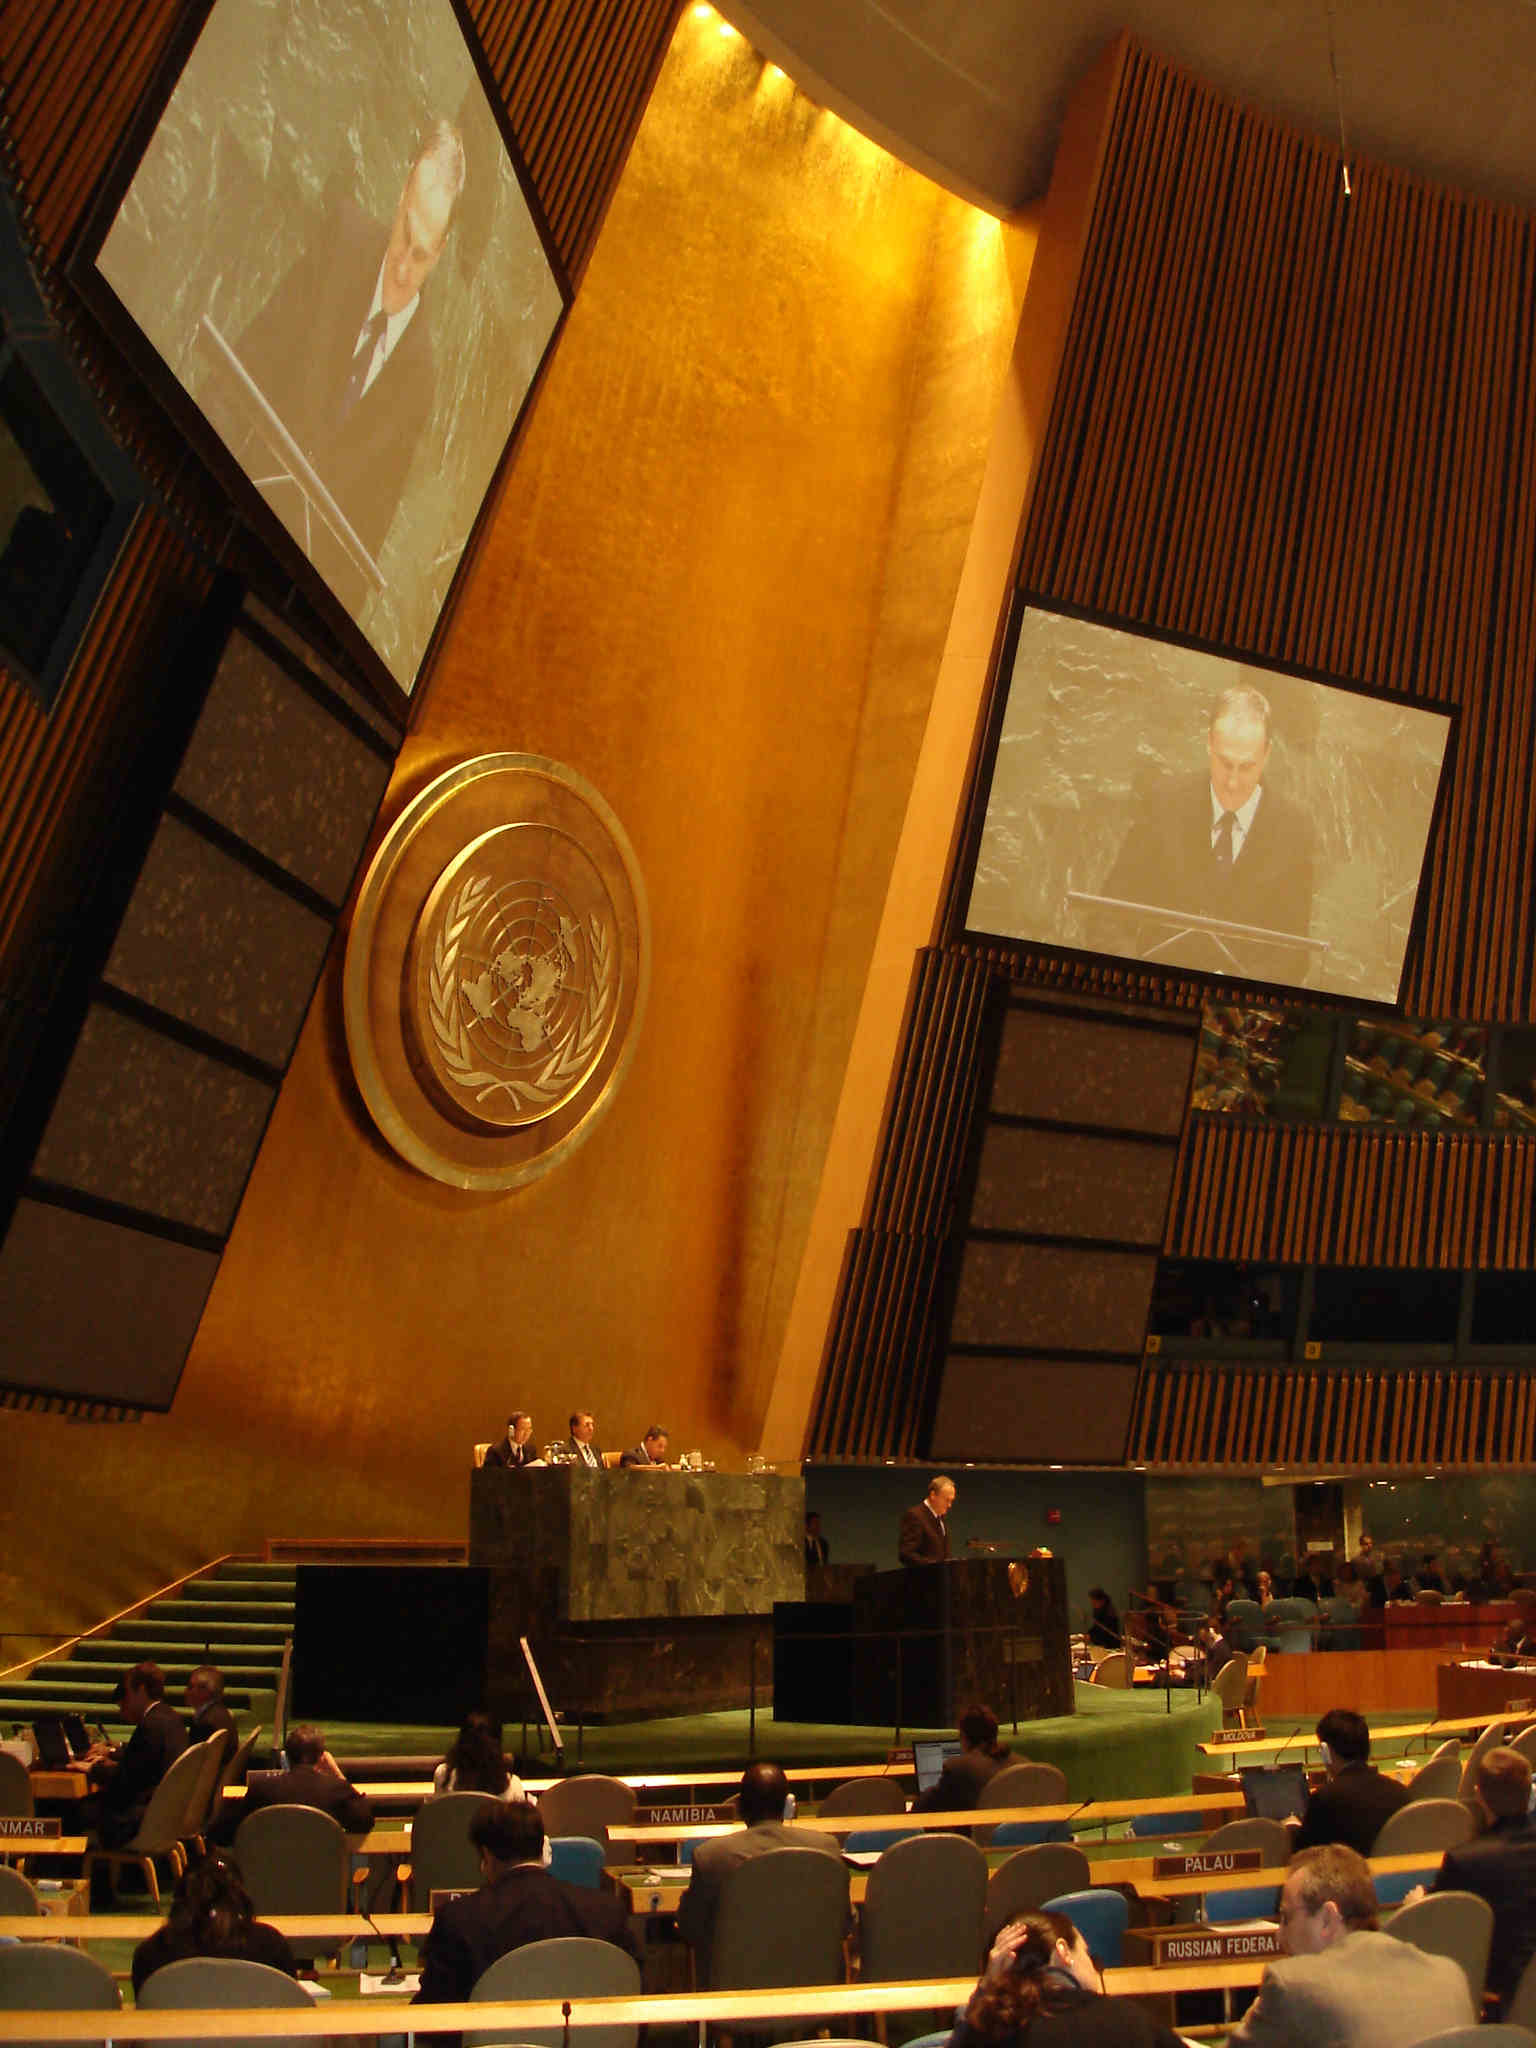 MOLDOVA
NAMIBIA
NMAR
PALAU
RUSSIAN FEDERA